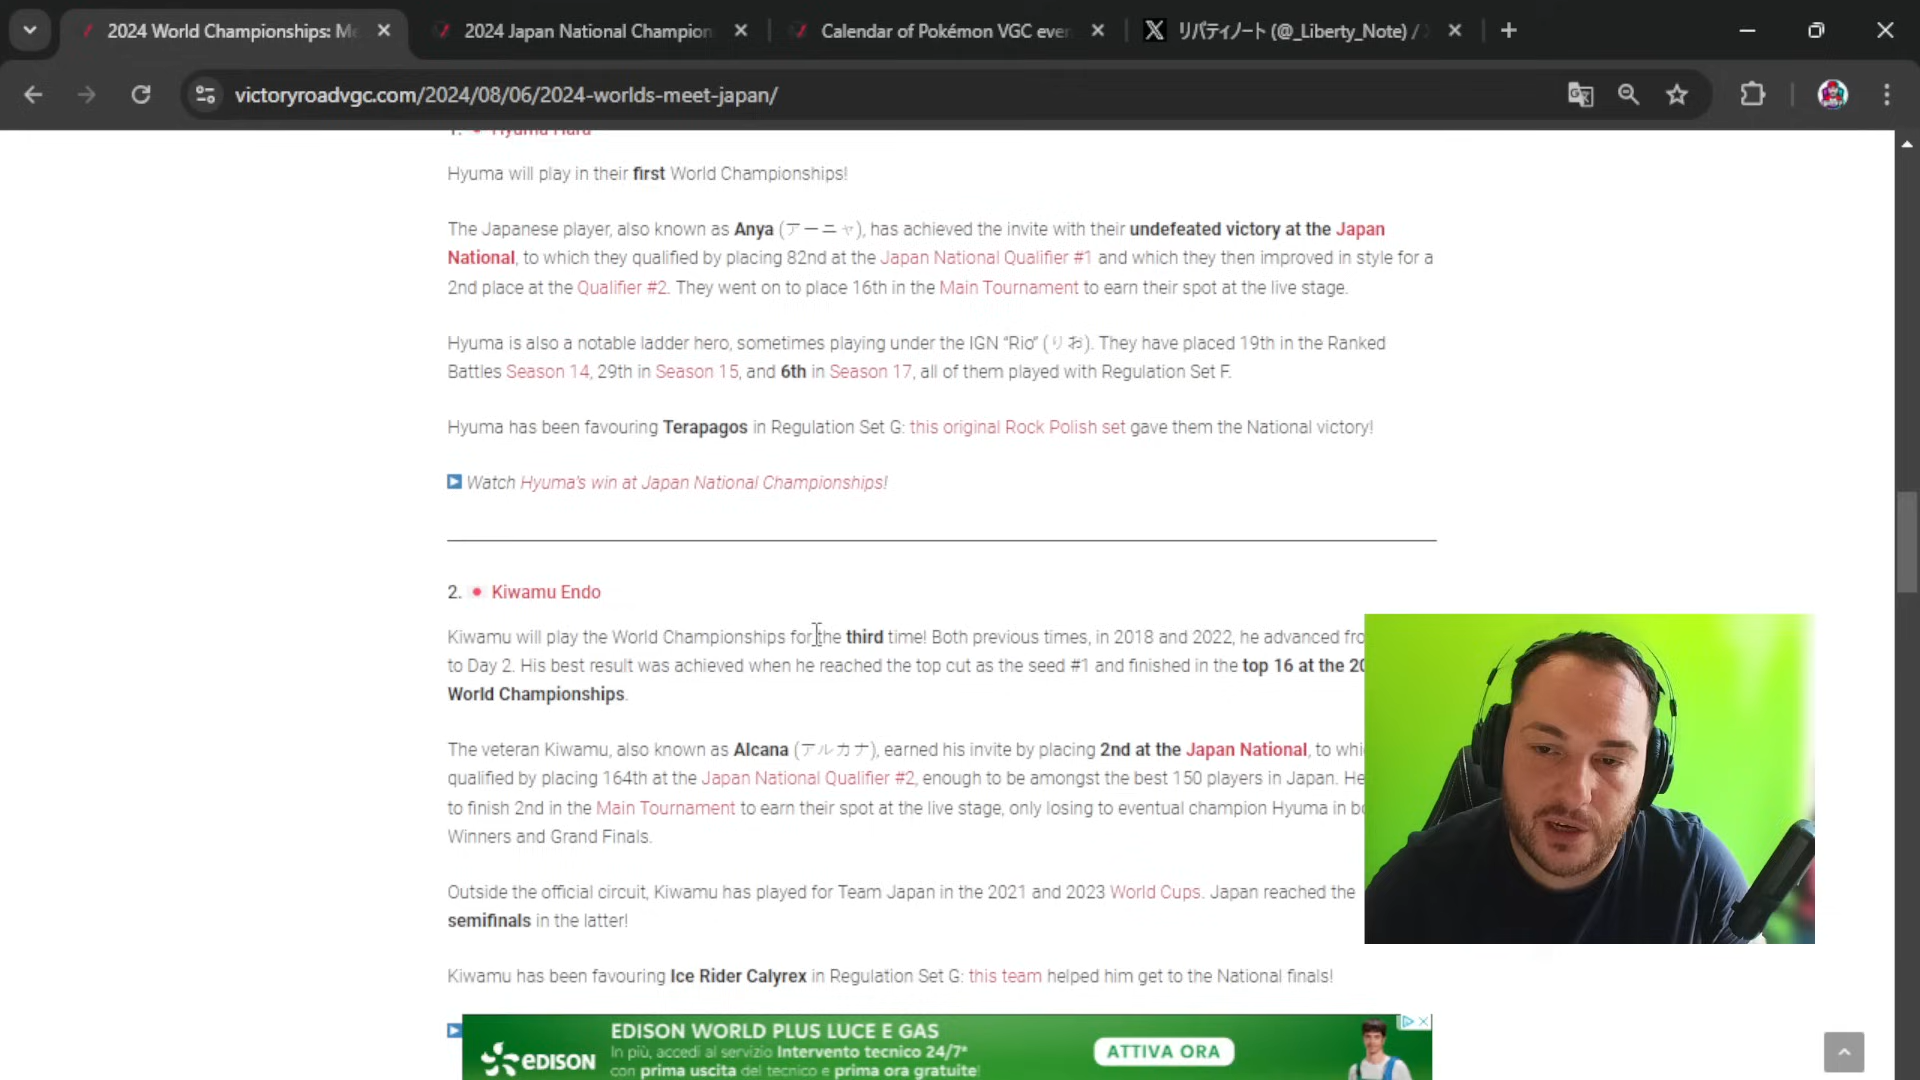 2024 World Championships: Me
2024 Japan National Champion
Calendar of Pokémon VGC even
リバティノート (@_Liberty_Note) /
victoryroadvgc.com/2024/08/06/2024-worlds-meet-japan/
1. Hyuma Hara
Hyuma will play in their first World Championships!
The Japanese player, also known as Anya (アーニャ), has achieved the invite with their undefeated victory at the Japan
National, to which they qualified by placing 82nd at the Japan National Qualifier #1 and which they then improved in style for a
2nd place at the Qualifier #2. They went on to place 16th in the Main Tournament to earn their spot at the live stage.
Hyuma is also a notable ladder hero, sometimes playing under the IGN “Rio” (りお). They have placed 19th in the Ranked
Battles Season 14, 29th in Season 15, and 6th in Season 17, all of them played with Regulation Set F.
Hyuma has been favouring Terapagos in Regulation Set G: this original Rock Polish set gave them the National victory!
Watch Hyuma's win at Japan National Championships!
2. Kiwamu Endo
Kiwamu will play the World Championships for the third time! Both previous times, in 2018 and 2022, he advanced fro
to Day 2. His best result was achieved when he reached the top cut as the seed #1 and finished in the top 16 at the 20
World Championships.
The veteran Kiwamu, also known as Alcana (アルカナ), earned his invite by placing 2nd at the Japan National, to whi
qualified by placing 164th at the Japan National Qualifier #2, enough to be amongst the best 150 players in Japan. He
to finish 2nd in the Main Tournament to earn their spot at the live stage, only losing to eventual champion Hyuma in bo
Winners and Grand Finals.
Outside the official circuit, Kiwamu has played for Team Japan in the 2021 and 2023 World Cups. Japan reached the
semifinals in the latter!
Kiwamu has been favouring Ice Rider Calyrex in Regulation Set G: this team helped him get to the National finals!
EDISON WORLD PLUS LUCE E GAS
In più, accedi al servizio Intervento tecnico 24/7*
con prima uscita del tecnico e prima ora gratuite!
EDISON
ATTIVA ORA